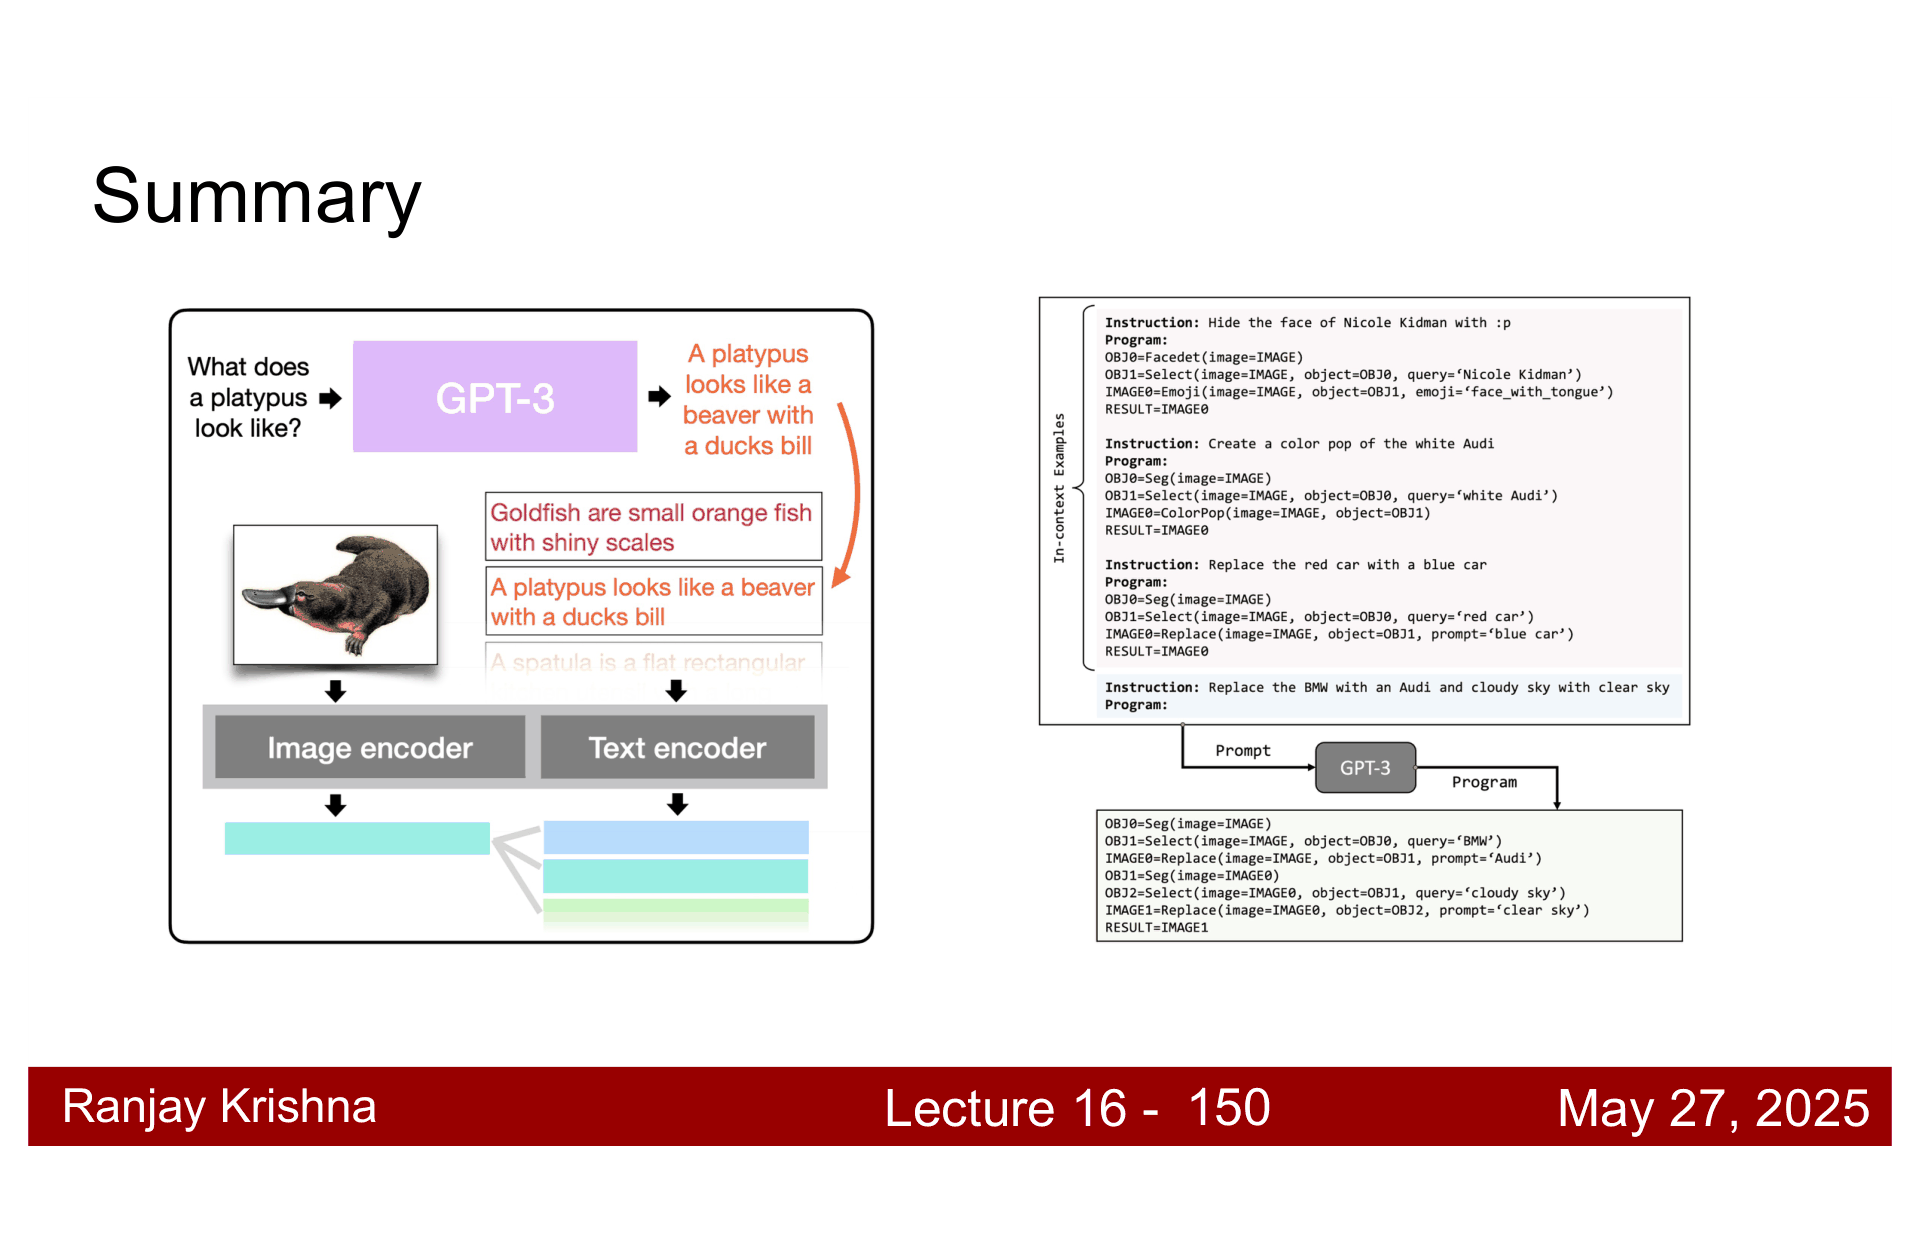 Summary
What does
a platypus
look like?
GPT-3
A platypus
looks like a
beaver with
a ducks bill
Goldfish are small orange fish
with shiny scales
A platypus looks like a beaver
with a ducks bill
A spatula is a flat rectangular
Image encoder
Text encoder
In-context Examples
Instruction: Hide the face of Nicole Kidman with :p
Program:
OBJ0=Facedet(image=IMAGE)
OBJ1=Select(image=IMAGE, object=OBJ0, query=‘Nicole Kidman’)
IMAGE0=Emoji(image=IMAGE, object=OBJ1, emoji=‘face_with_tongue’)
RESULT=IMAGE0
Instruction: Create a color pop of the white Audi
Program:
OBJ0=Seg(image=IMAGE)
OBJ1=Select(image=IMAGE, object=OBJ0, query=‘white Audi’)
IMAGE0=ColorPop(image=IMAGE, object=OBJ1)
RESULT=IMAGE0
Instruction: Replace the red car with a blue car
Program:
OBJ0=Seg(image=IMAGE)
OBJ1=Select(image=IMAGE, object=OBJ0, query=‘red car’)
IMAGE0=Replace(image=IMAGE, object=OBJ1, prompt=‘blue car’)
RESULT=IMAGE0
Instruction: Replace the BMW with an Audi and cloudy sky with clear sky
Program:
Prompt
GPT-3
Program
OBJ0=Seg(image=IMAGE)
OBJ1=Select(image=IMAGE, object=OBJ0, query=‘BMW’)
IMAGE0=Replace(image=IMAGE, object=OBJ1, prompt=‘Audi’)
OBJ1=Seg(image=IMAGE0)
OBJ2=Select(image=IMAGE0, object=OBJ1, query=‘cloudy sky’)
IMAGE1=Replace(image=IMAGE0, object=OBJ2, prompt=‘clear sky’)
RESULT=IMAGE1
Ranjay Krishna
Lecture 16 - 150
May 27, 2025